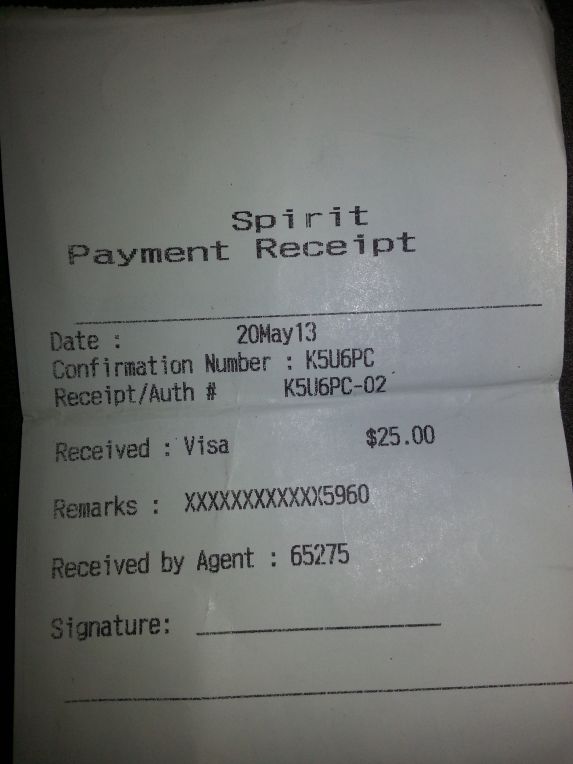 Spirit
Payment Receipt
Date : 20May13
Confirmation Number : K5U6PC
Receipt/Auth # K5U6PC-02
Received : Visa $25.00
Remarks : XXXXXXXXXXXX5960
Received by Agent : 65275
Signature: